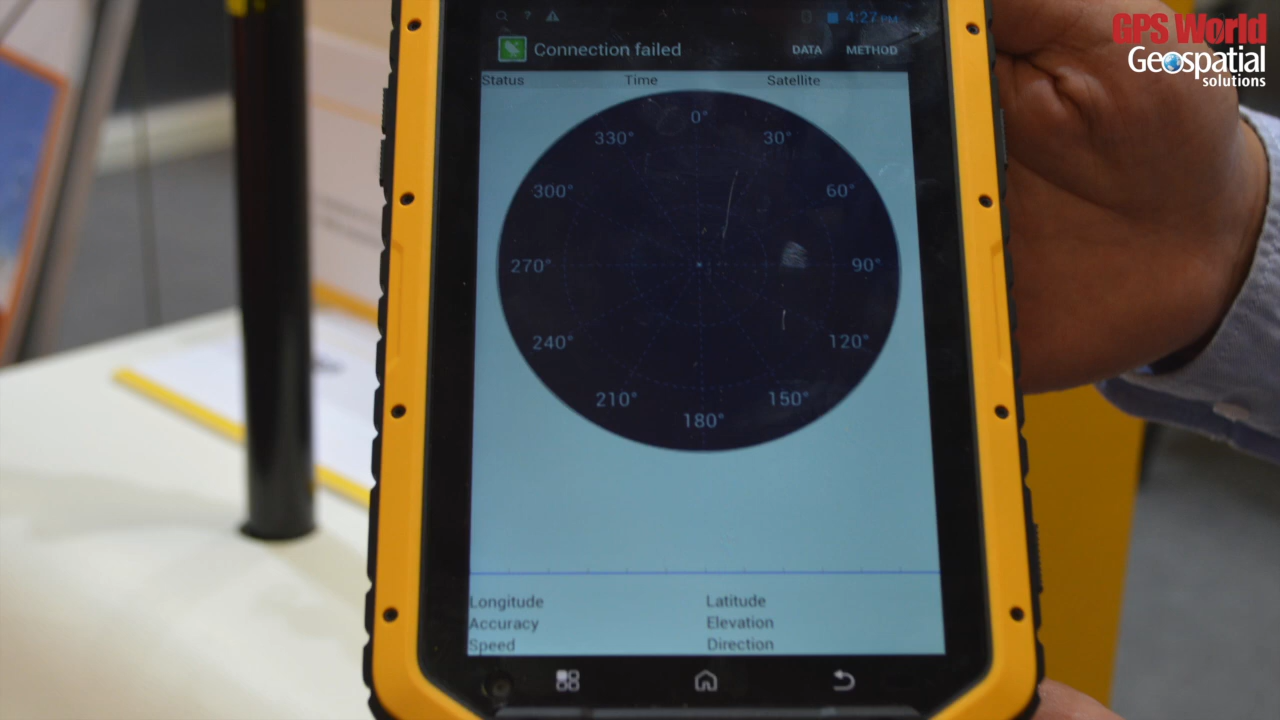 GPS World
Geospatial
solutions
? 4:27 PM
Connection failed DATA METHOD
Status Time Satellite
0°
330° 30°
300° 60°
270° 90°
240° 120°
210° 150°
180°
Longitude Latitude
Accuracy Elevation
Speed Direction